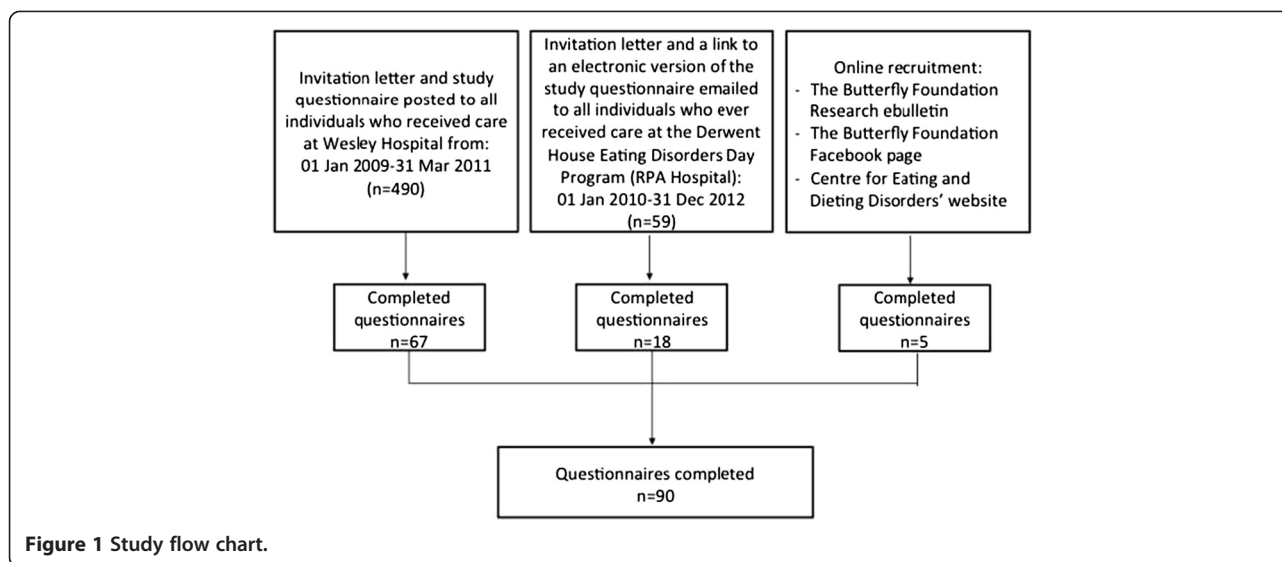 Invitation letter and study
questionnaire posted to all
individuals who received care
at Wesley Hospital from:
01 Jan 2009-31 Mar 2011
(n=490)
Invitation letter and a link to
an electronic version of the
study questionnaire emailed
to all individuals who ever
received care at the Derwent
House Eating Disorders Day
Program (RPA Hospital):
01 Jan 2010-31 Dec 2012
(n=59)
Online recruitment:
- The Butterfly Foundation
Research ebulletin
- The Butterfly Foundation
Facebook page
- Centre for Eating and
Dieting Disorders' website
Completed
questionnaires
n=67
Completed
questionnaires
n=18
Completed
questionnaires
n=5
Questionnaires completed
n=90
Figure 1 Study flow chart.